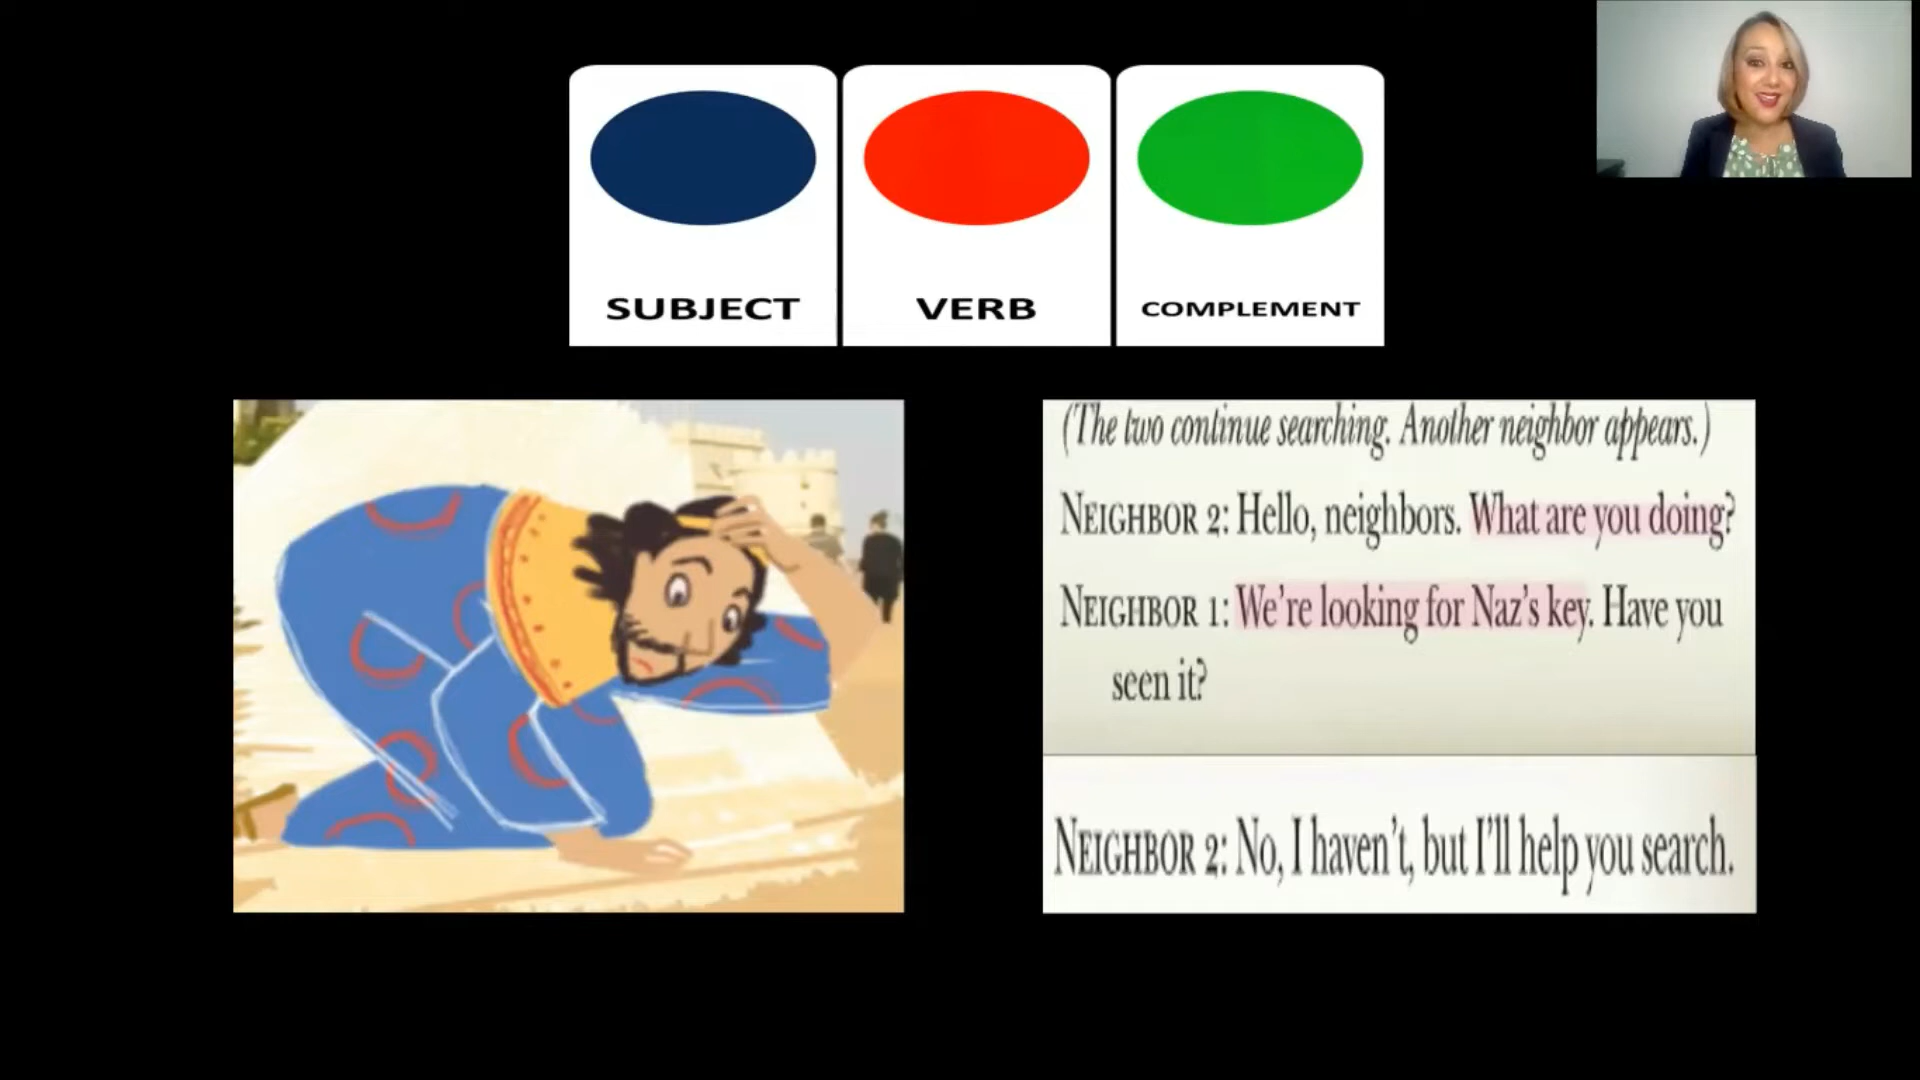 SUBJECT
VERB
COMPLEMENT
(The two continue searching. Another neighbor appears.)
NEIGHBOR 2: Hello, neighbors. What are you doing?
NEIGHBOR 1: We're looking for Naz's key. Have you
seen it?
NEIGHBOR 2: No, I haven't, but I'll help you search.